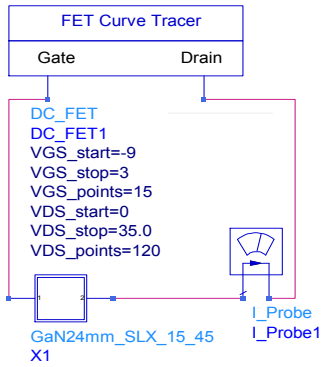 FET Curve Tracer
Gate Drain
DC_FET
DC_FET1
VGS_start=-9
VGS_stop=3
VGS_points=15
VDS_start=0
VDS_stop=35.0
VDS_points=120
1 2
I_Probe
I_Probe1
GaN24mm_SLX_15_45
X1